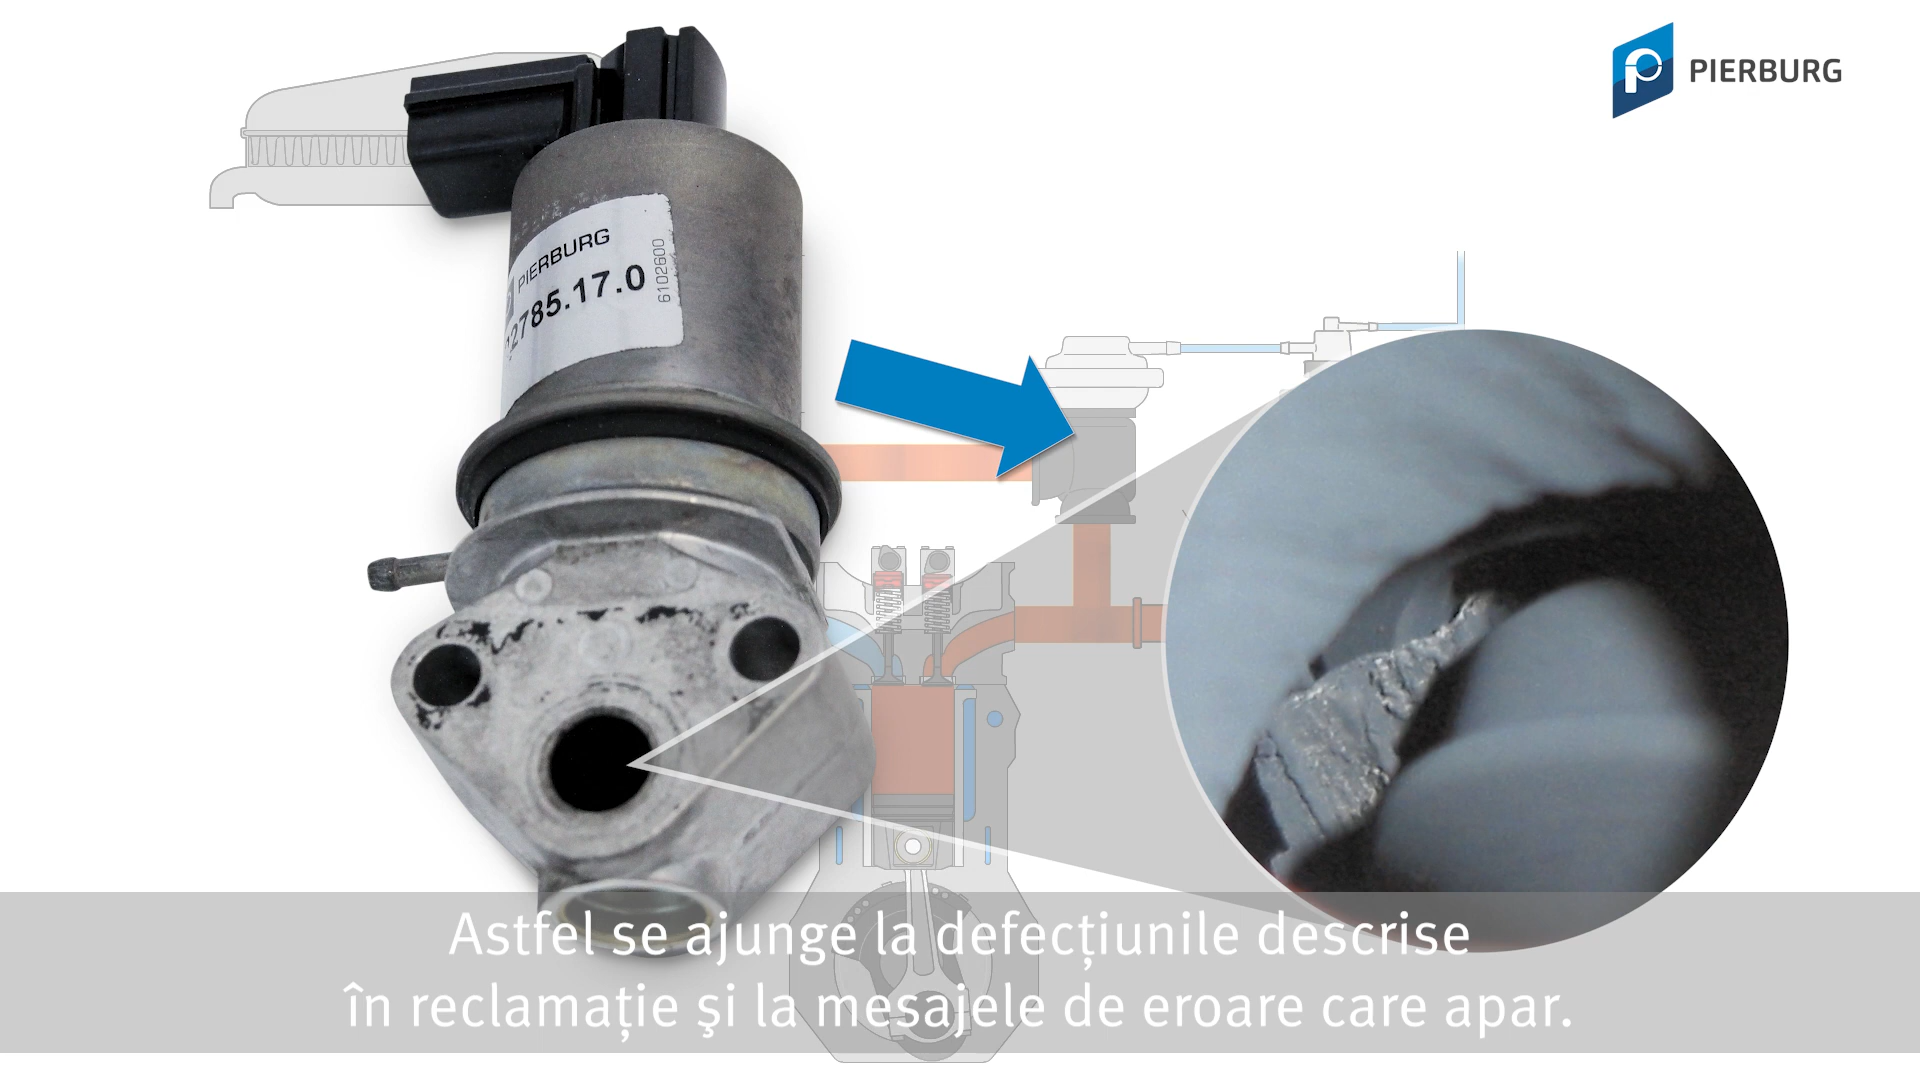 PIERBURG
PIERBURG
2785.17.0
6102600
Astfel se ajunge la defecțiunile descrise
în reclamație şi la mesajele de eroare care apar.